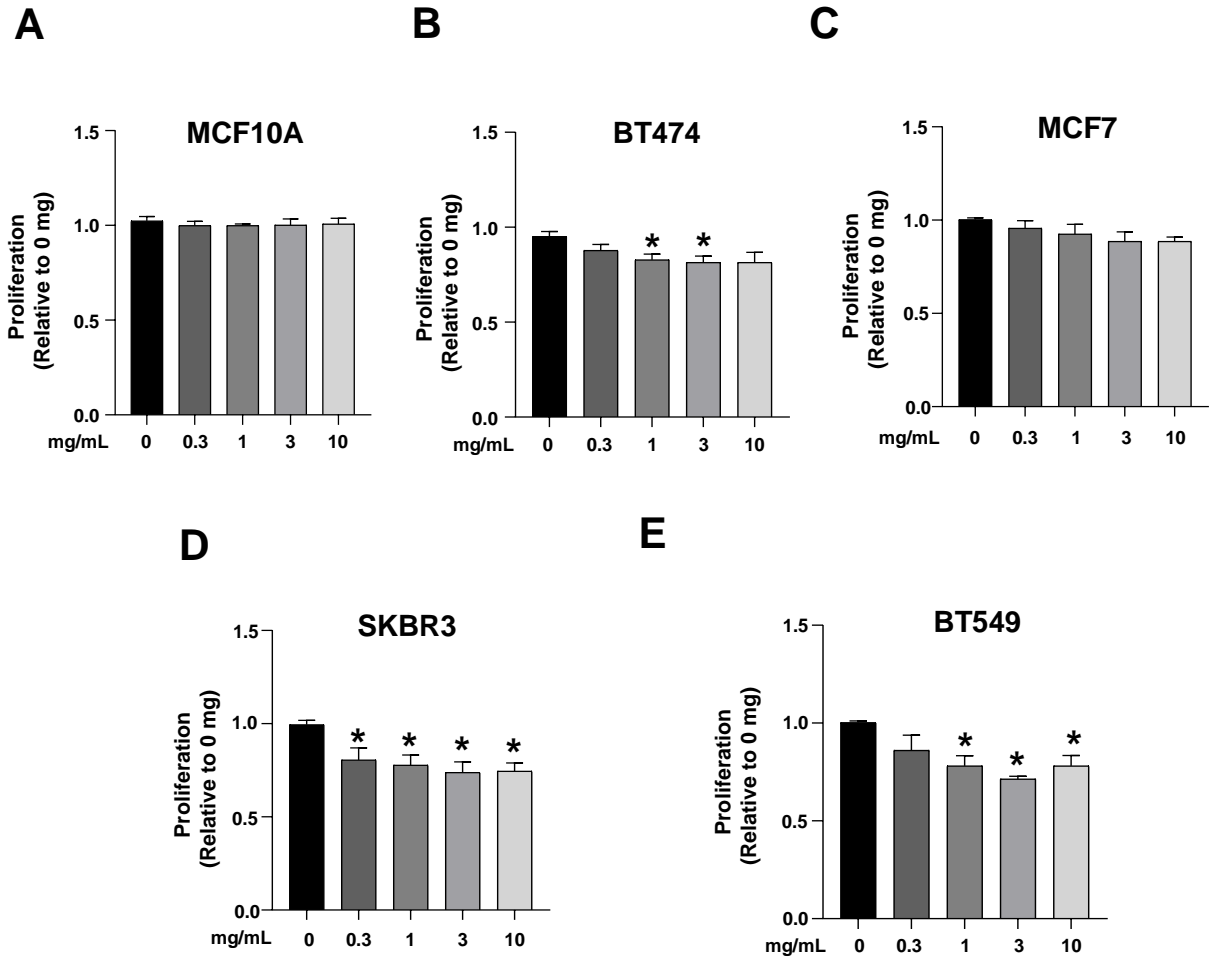 A
MCF10A
Proliferation
(Relative to 0 mg)
1.5
1.0
0.5
0.0
mg/mL 0 0.3 1 3 10
B
BT474
Proliferation
(Relative to 0 mg)
1.5
1.0
0.5
0.0
* *
mg/mL 0 0.3 1 3 10
C
MCF7
Proliferation
(Relative to 0 mg)
1.5
1.0
0.5
0.0
mg/mL 0 0.3 1 3 10
D
SKBR3
Proliferation
(Relative to 0 mg)
1.5
1.0
0.5
0.0
* * * *
mg/mL 0 0.3 1 3 10
E
BT549
Proliferation
(Relative to 0 mg)
1.5
1.0
0.5
0.0
* * *
mg/mL 0 0.3 1 3 10